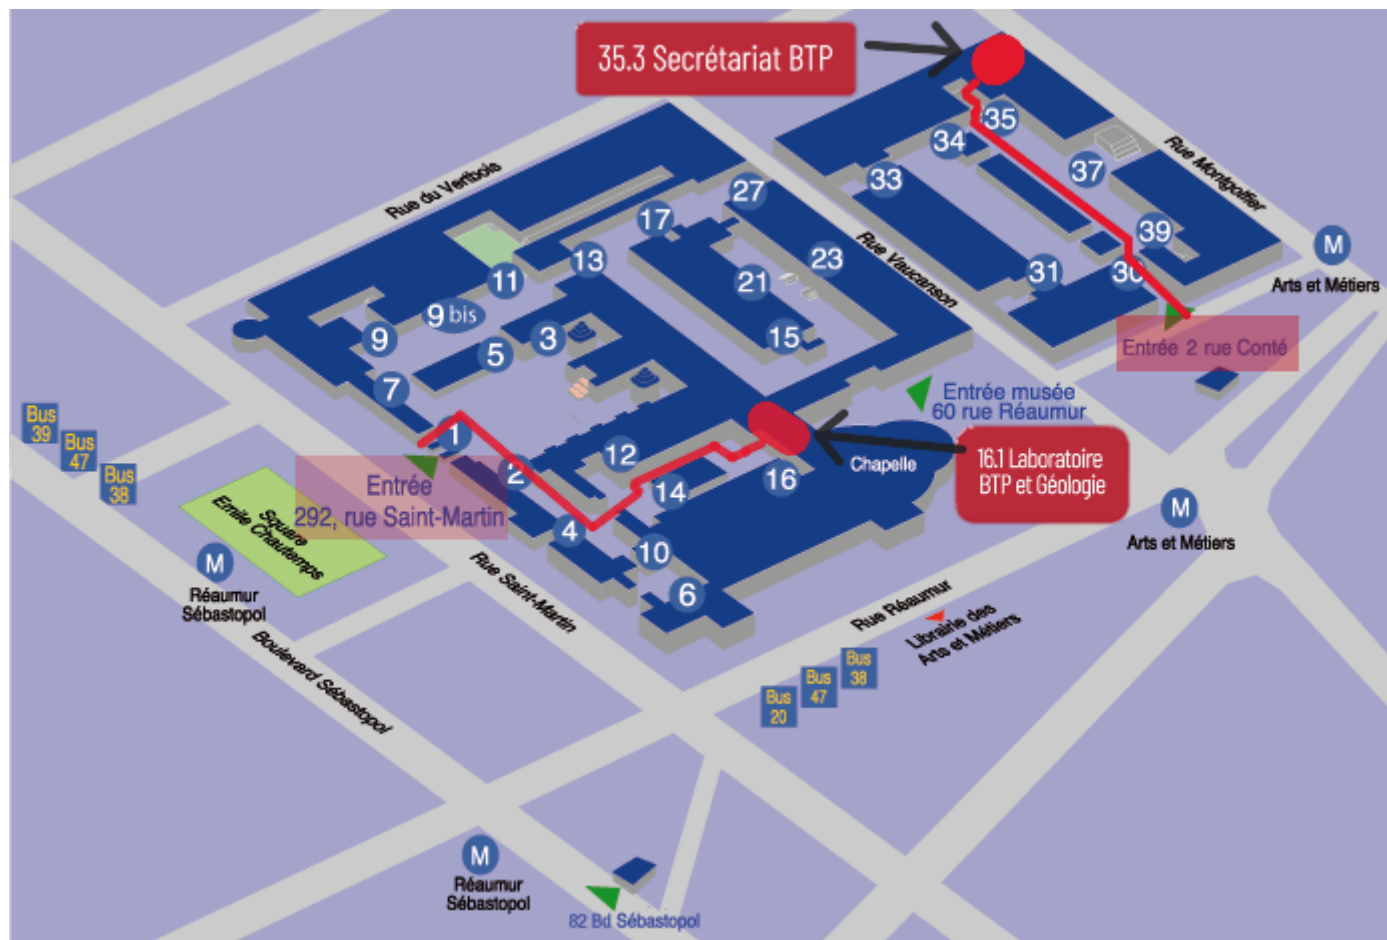 35.3 Secrétariat BTP
35
34
Rue Montgolfier
37
33
Rue du Vertbois
27
17
39
M
Arts et Métiers
Rue Vaucanson
23
13
11
21
31
30
9 bis
9
3
5
15
Entrée 2 rue Conté
7
Entrée musée
60 rue Réaumur
Bus
39
Bus
47
Bus
38
1
2
12
14
16
Chapelle
16.1 Laboratoire
BTP et Géologie
Entrée
292, rue Saint-Martin
Square
Emile Chautemps
4
10
6
M
Arts et Métiers
M
Réaumur
Sébastopol
Rue Saint-Martin
Rue Réaumur
Librairie des
Arts et Métiers
Boulevard Sébastopol
Bus
38
Bus
47
Bus
20
M
Réaumur
Sébastopol
82 Bd Sébastopol